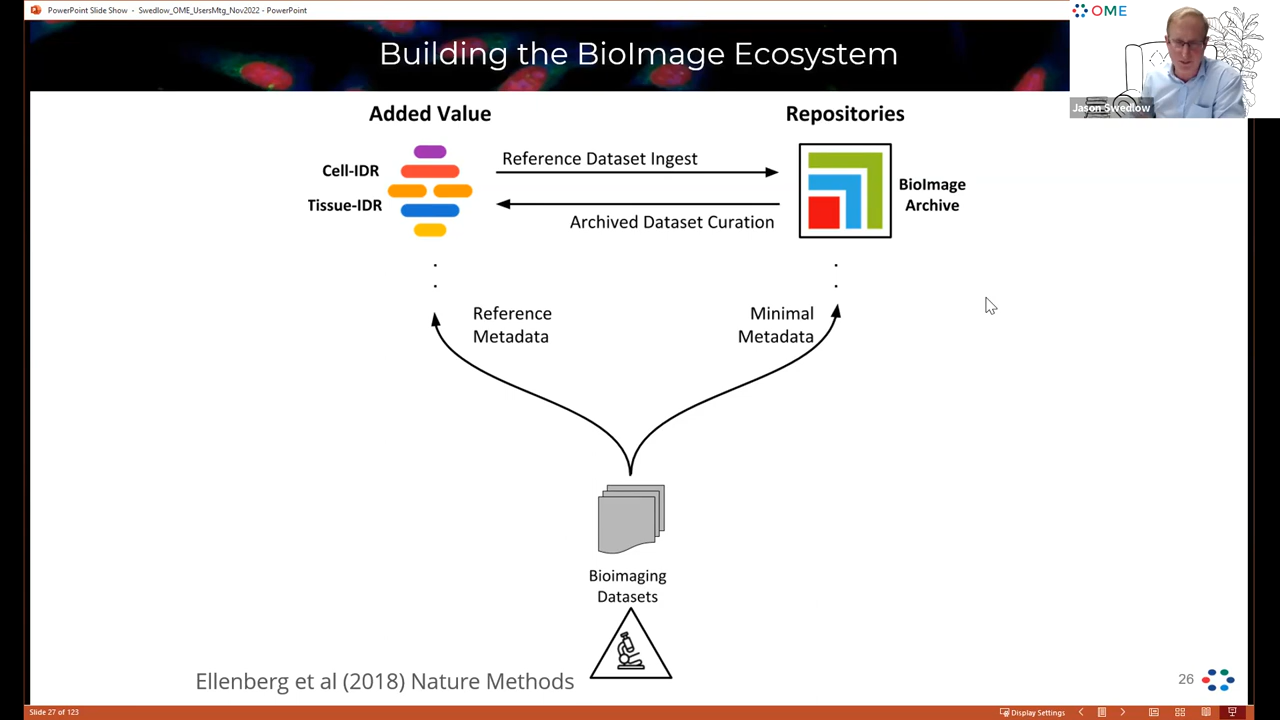 PowerPoint Slide Show - Swedlow_OME_UsersMtg_Nov2022 - PowerPoint
OME
Building the BioImage Ecosystem
Jason Swedlow
Added Value
Repositories
Cell-IDR
Tissue-IDR
Reference Dataset Ingest
Archived Dataset Curation
BioImage
Archive
Reference
Metadata
Minimal
Metadata
Bioimaging
Datasets
Ellenberg et al (2018) Nature Methods
26
Slide 27 of 123
Display Settings